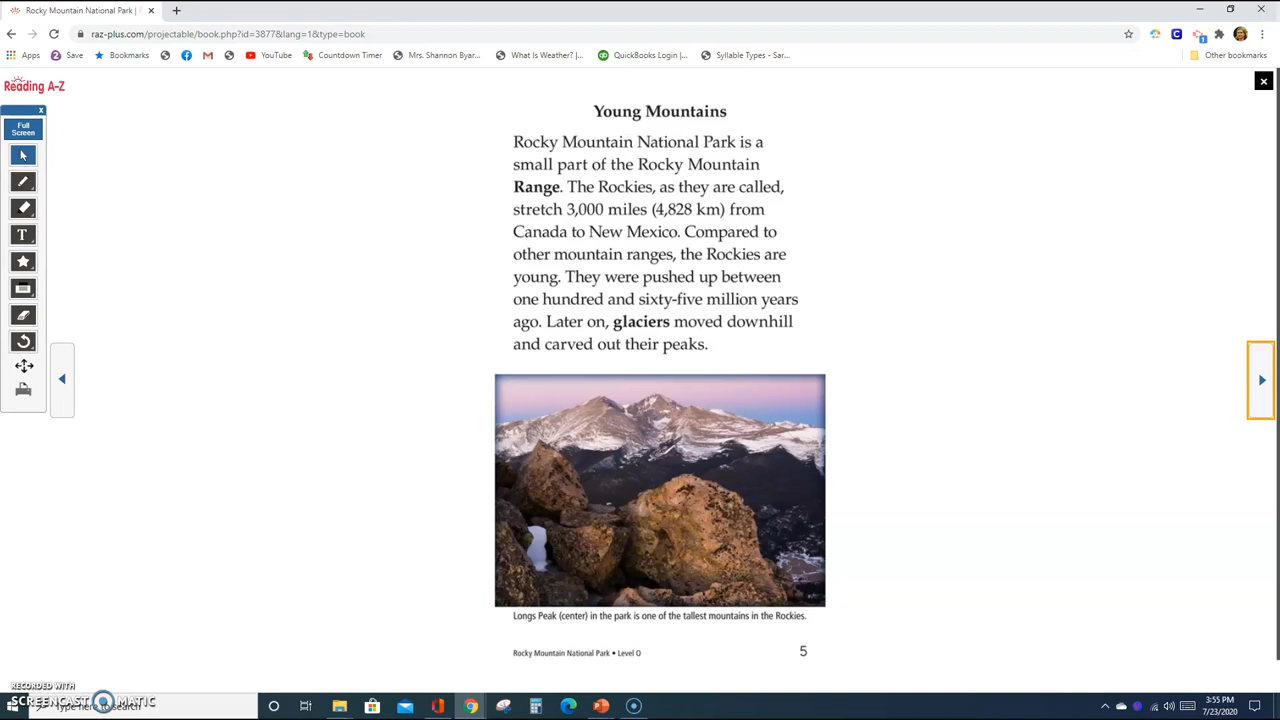 Rocky Mountain National Park |
raz-plus.com/projectable/book.php?id=3877&lang=1&type=book
Apps
Save
Bookmarks
YouTube
Countdown Timer
Mrs. Shannon Byar...
What Is Weather? |...
QuickBooks Login |...
Syllable Types - Sar...
Other bookmarks
Reading A-Z
x
Full
Screen
T
Young Mountains
Rocky Mountain National Park is a
small part of the Rocky Mountain
Range. The Rockies, as they are called,
stretch 3,000 miles (4,828 km) from
Canada to New Mexico. Compared to
other mountain ranges, the Rockies are
young. They were pushed up between
one hundred and sixty-five million years
ago. Later on, glaciers moved downhill
and carved out their peaks.
Longs Peak (center) in the park is one of the tallest mountains in the Rockies.
Rocky Mountain National Park • Level O
5
RECORDED WITH
SCREENCAST MATIC
Type here to search
3:55 PM
7/23/2020